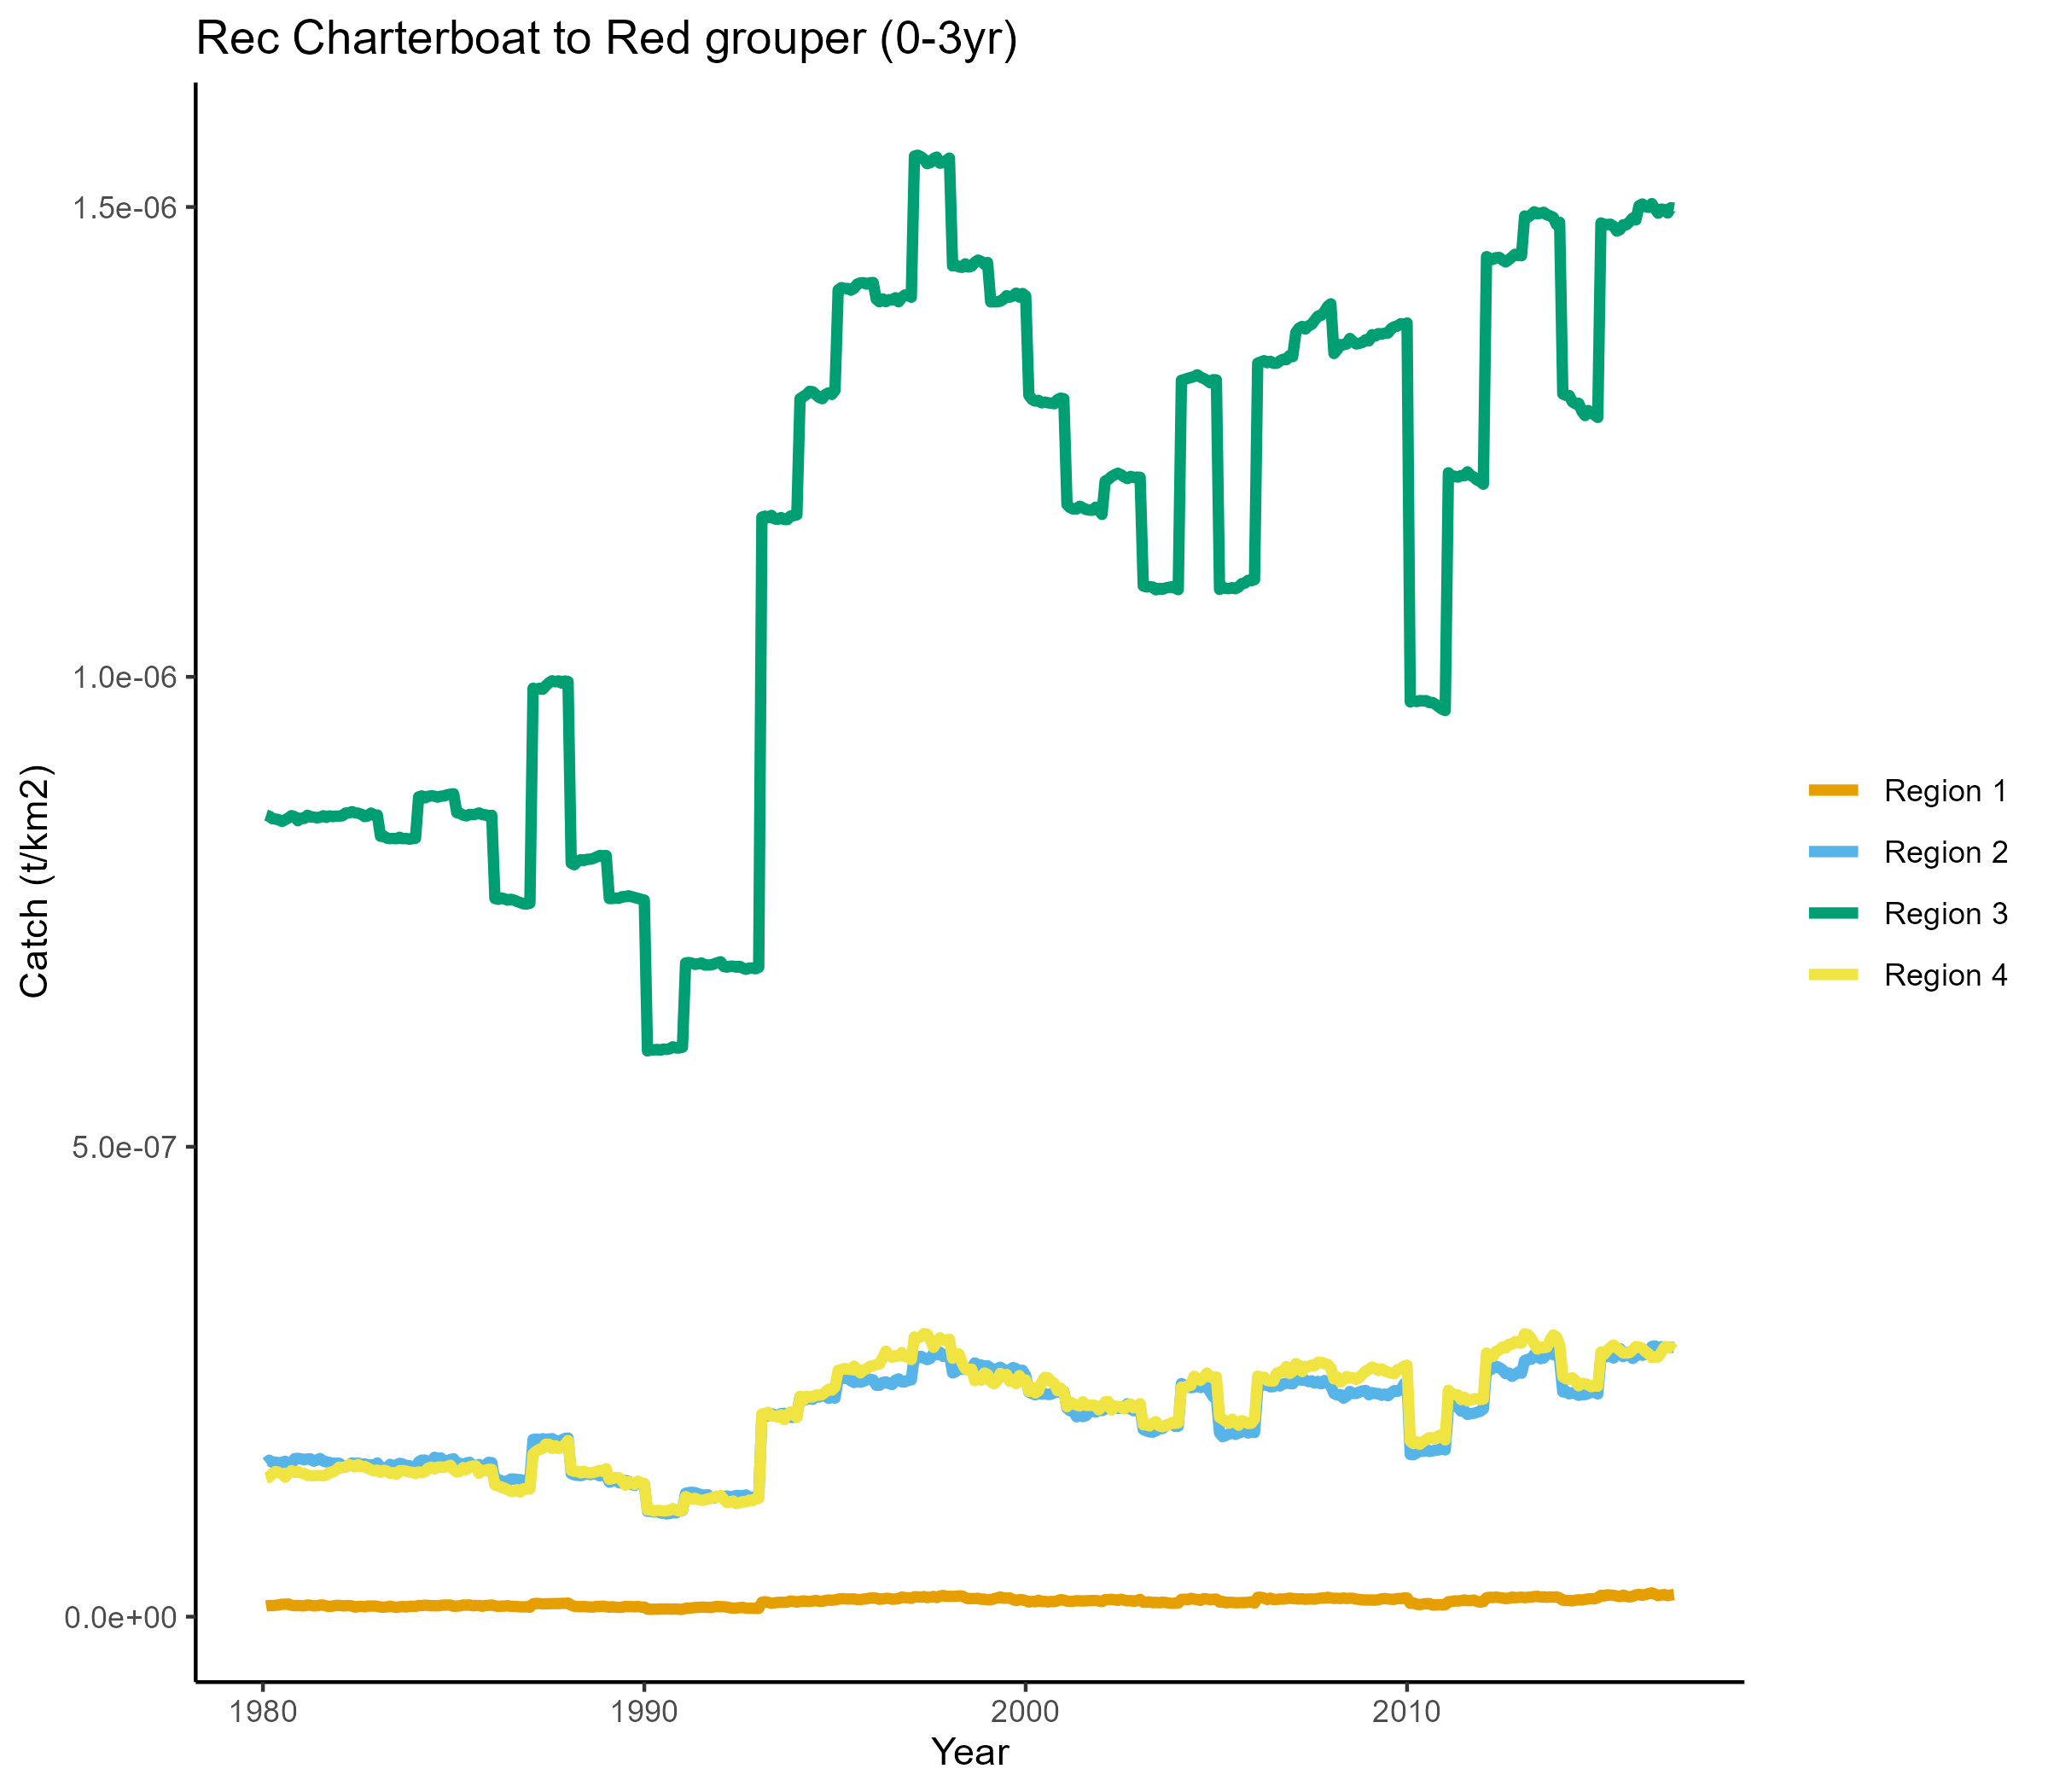 Rec Charterboat to Red grouper (0-3yr)
Catch (t/km2)
1.5e-06
1.0e-06
5.0e-07
0.0e+00
1980
1990
2000
2010
Year
Region 1
Region 2
Region 3
Region 4